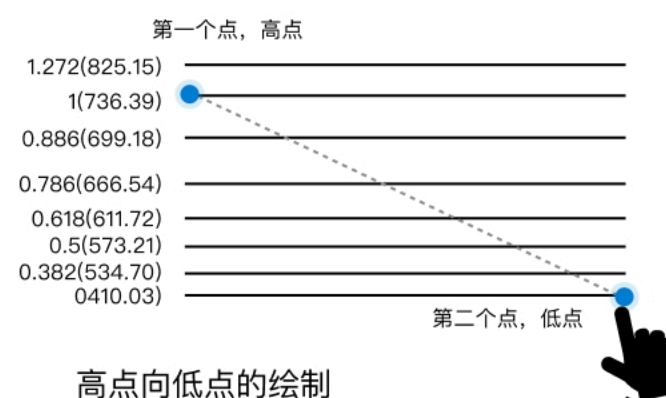 第一个点，高点
1.272(825.15)
1(736.39)
0.886(699.18)
0.786(666.54)
0.618(611.72)
0.5(573.21)
0.382(534.70)
0410.03)
第二个点，低点
高点向低点的绘制